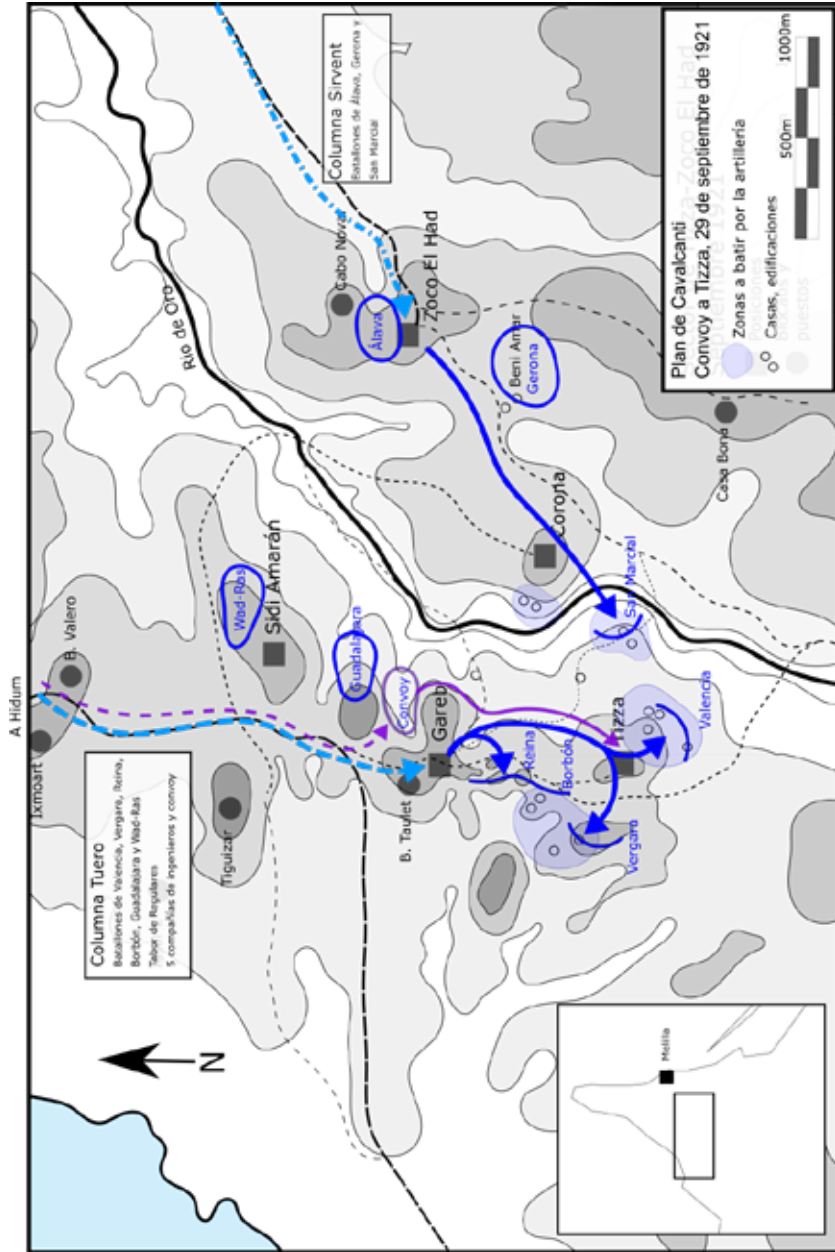 A Hidum
Ixmoart
B. Valero
Columna Tuero
Batallones de Valencia, Vergara, Reina,
Borbón, Guadalajara y Wad-Ras
Tabor de Regulares
5 compañías de ingenieros y convoy
Columna Sirvent
Batallones de Álava, Gerona y
San Marcial
Rio de Oro
Cabo Noval
Álava
Zoco El Had
Wad-Ras
Sidi Amarán
Tiguizar
Guadalajara
Convoy
B. Taulet
Gareb
Beni Amar
Gerona
Corona
Reina
Borbón
San Marcial
Tizza
Vergara
Valencia
Casa Bona
N
Melilla
Plan de Cavalcanti
Convoy a Tizza, 29 de septiembre de 1921
Zonas a batir por la artillería
Casas, edificaciones
puestos
500m
1000m